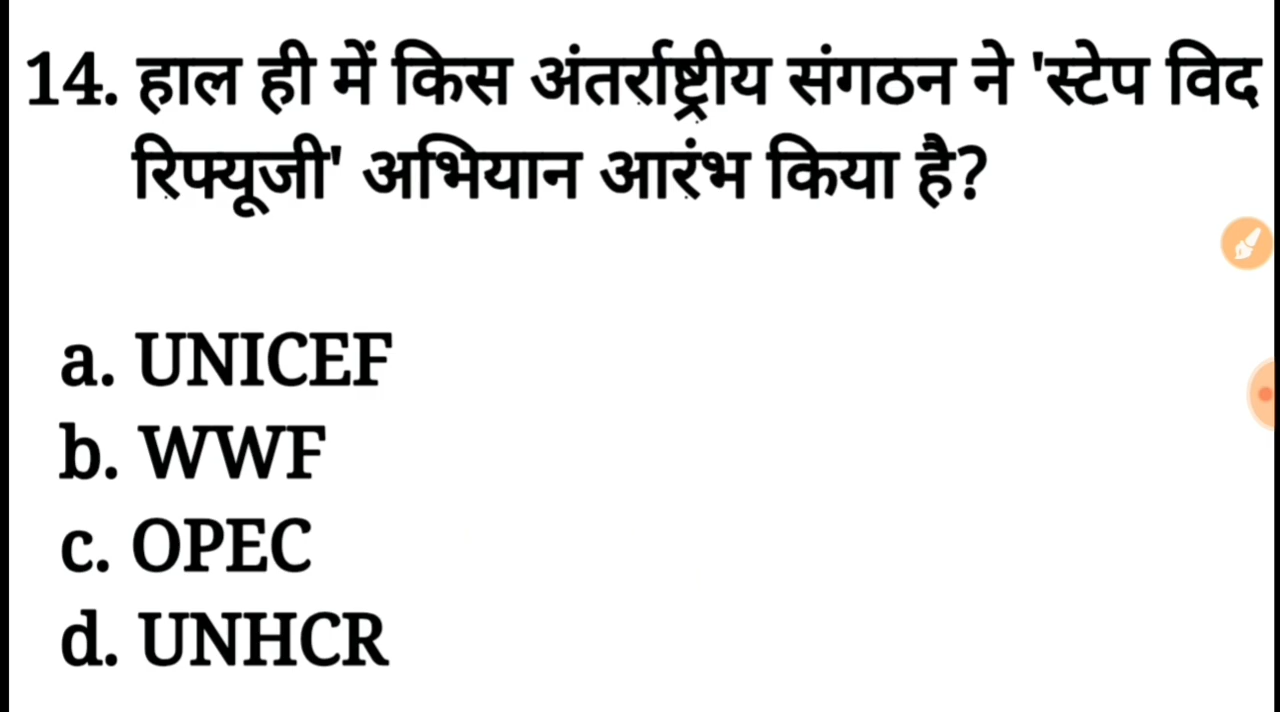 14. हाल ही में किस अंतर्राष्ट्रीय संगठन ने 'स्टेप विद
रिफ्यूजी' अभियान आरंभ किया है?
a. UNICEF
b. WWF
c. OPEC
d. UNHCR